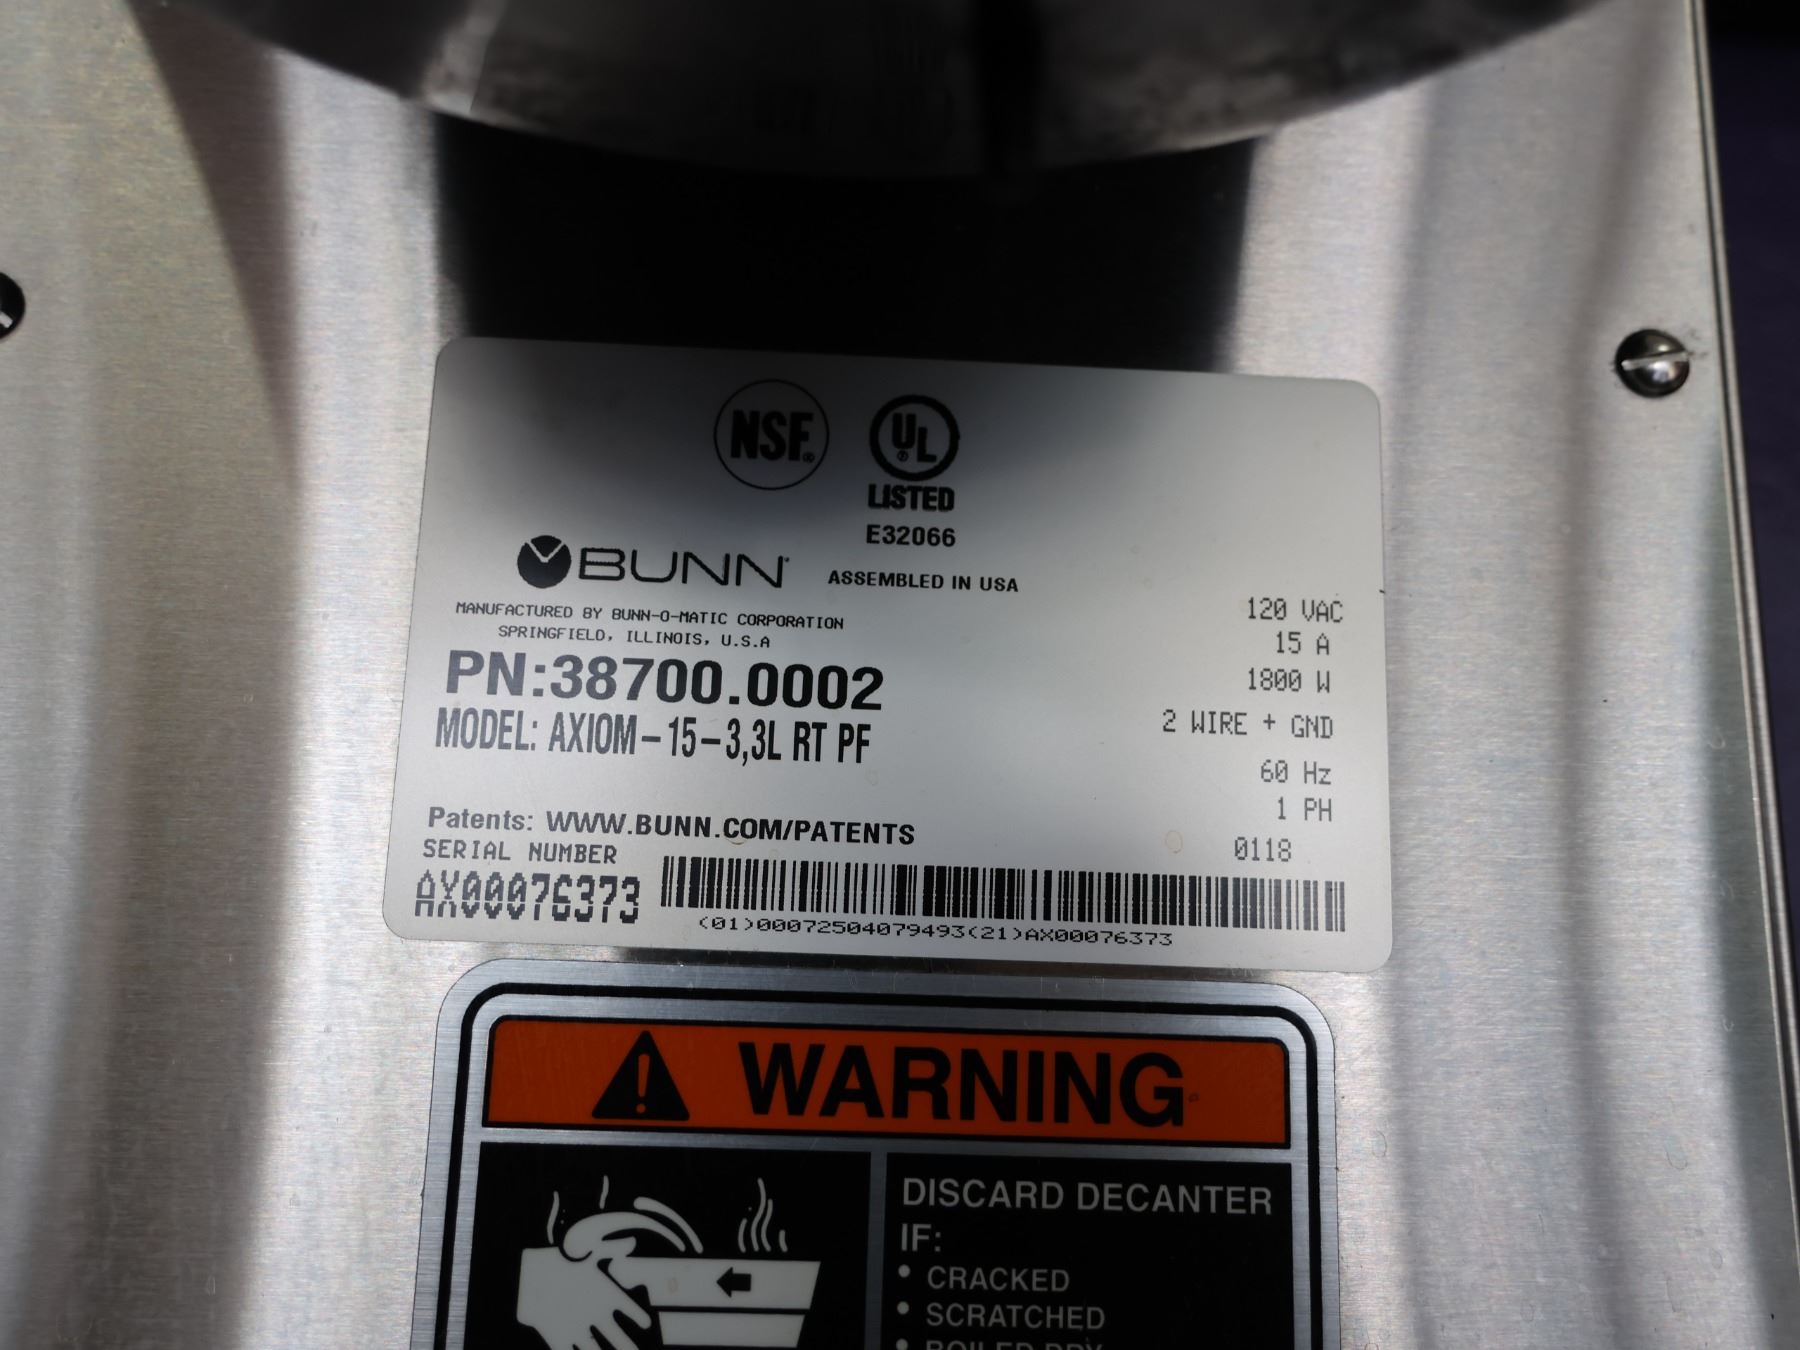 NSF®
UL
LISTED
E32066
BUNN®
ASSEMBLED IN USA
MANUFACTURED BY BUNN-O-MATIC CORPORATION
SPRINGFIELD, ILLINOIS, U.S.A
PN:38700.0002
MODEL: AXIOM-15-3,3L RT PF
120 VAC
15 A
1800 W
2 WIRE + GND
60 Hz
1 PH
0118
Patents: WWW.BUNN.COM/PATENTS
SERIAL NUMBER
AX00076373
(01)00072504079493(21)AX00076373
WARNING
DISCARD DECANTER
IF:
• CRACKED
• SCRATCHED
• BOILED DRY